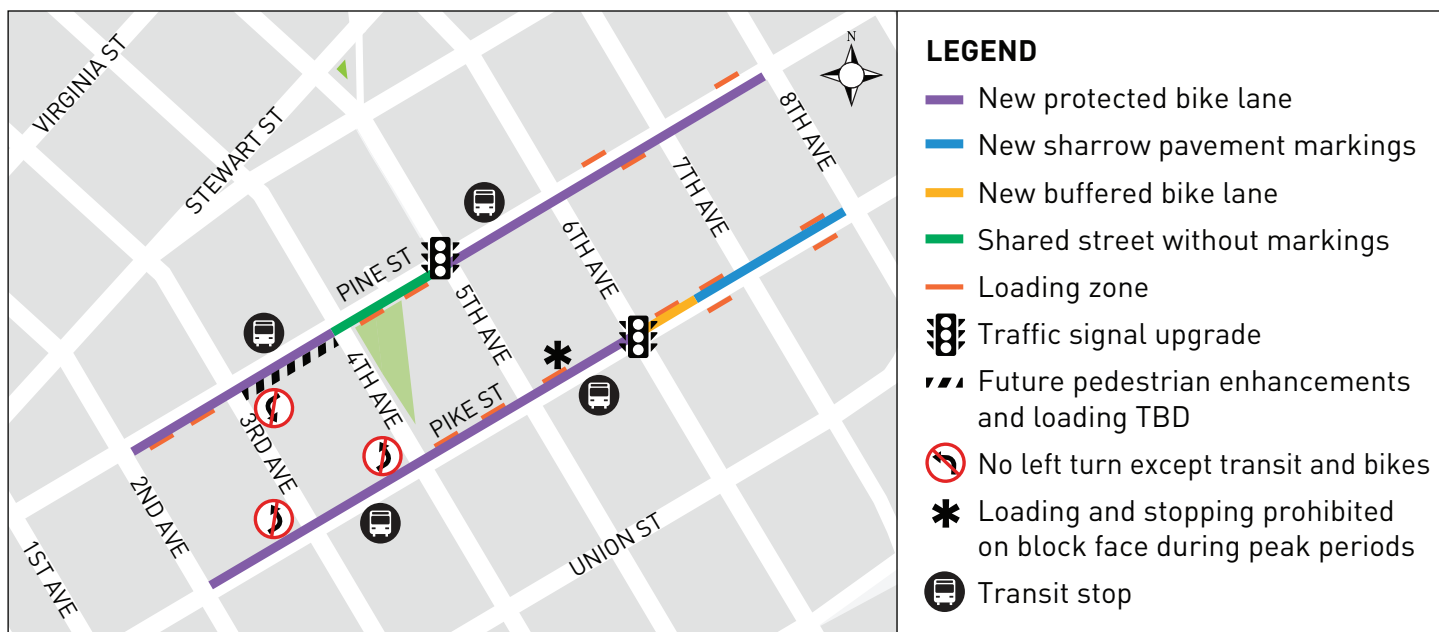 VIRGINIA ST
STEWART ST
N
8TH AVE
7TH AVE
6TH AVE
PINE ST
5TH AVE
4TH AVE
PIKE ST
3RD AVE
2ND AVE
1ST AVE
UNION ST
LEGEND
New protected bike lane
New sharrow pavement markings
New buffered bike lane
Shared street without markings
Loading zone
Traffic signal upgrade
Future pedestrian enhancements
and loading TBD
No left turn except transit and bikes
Loading and stopping prohibited
on block face during peak periods
Transit stop